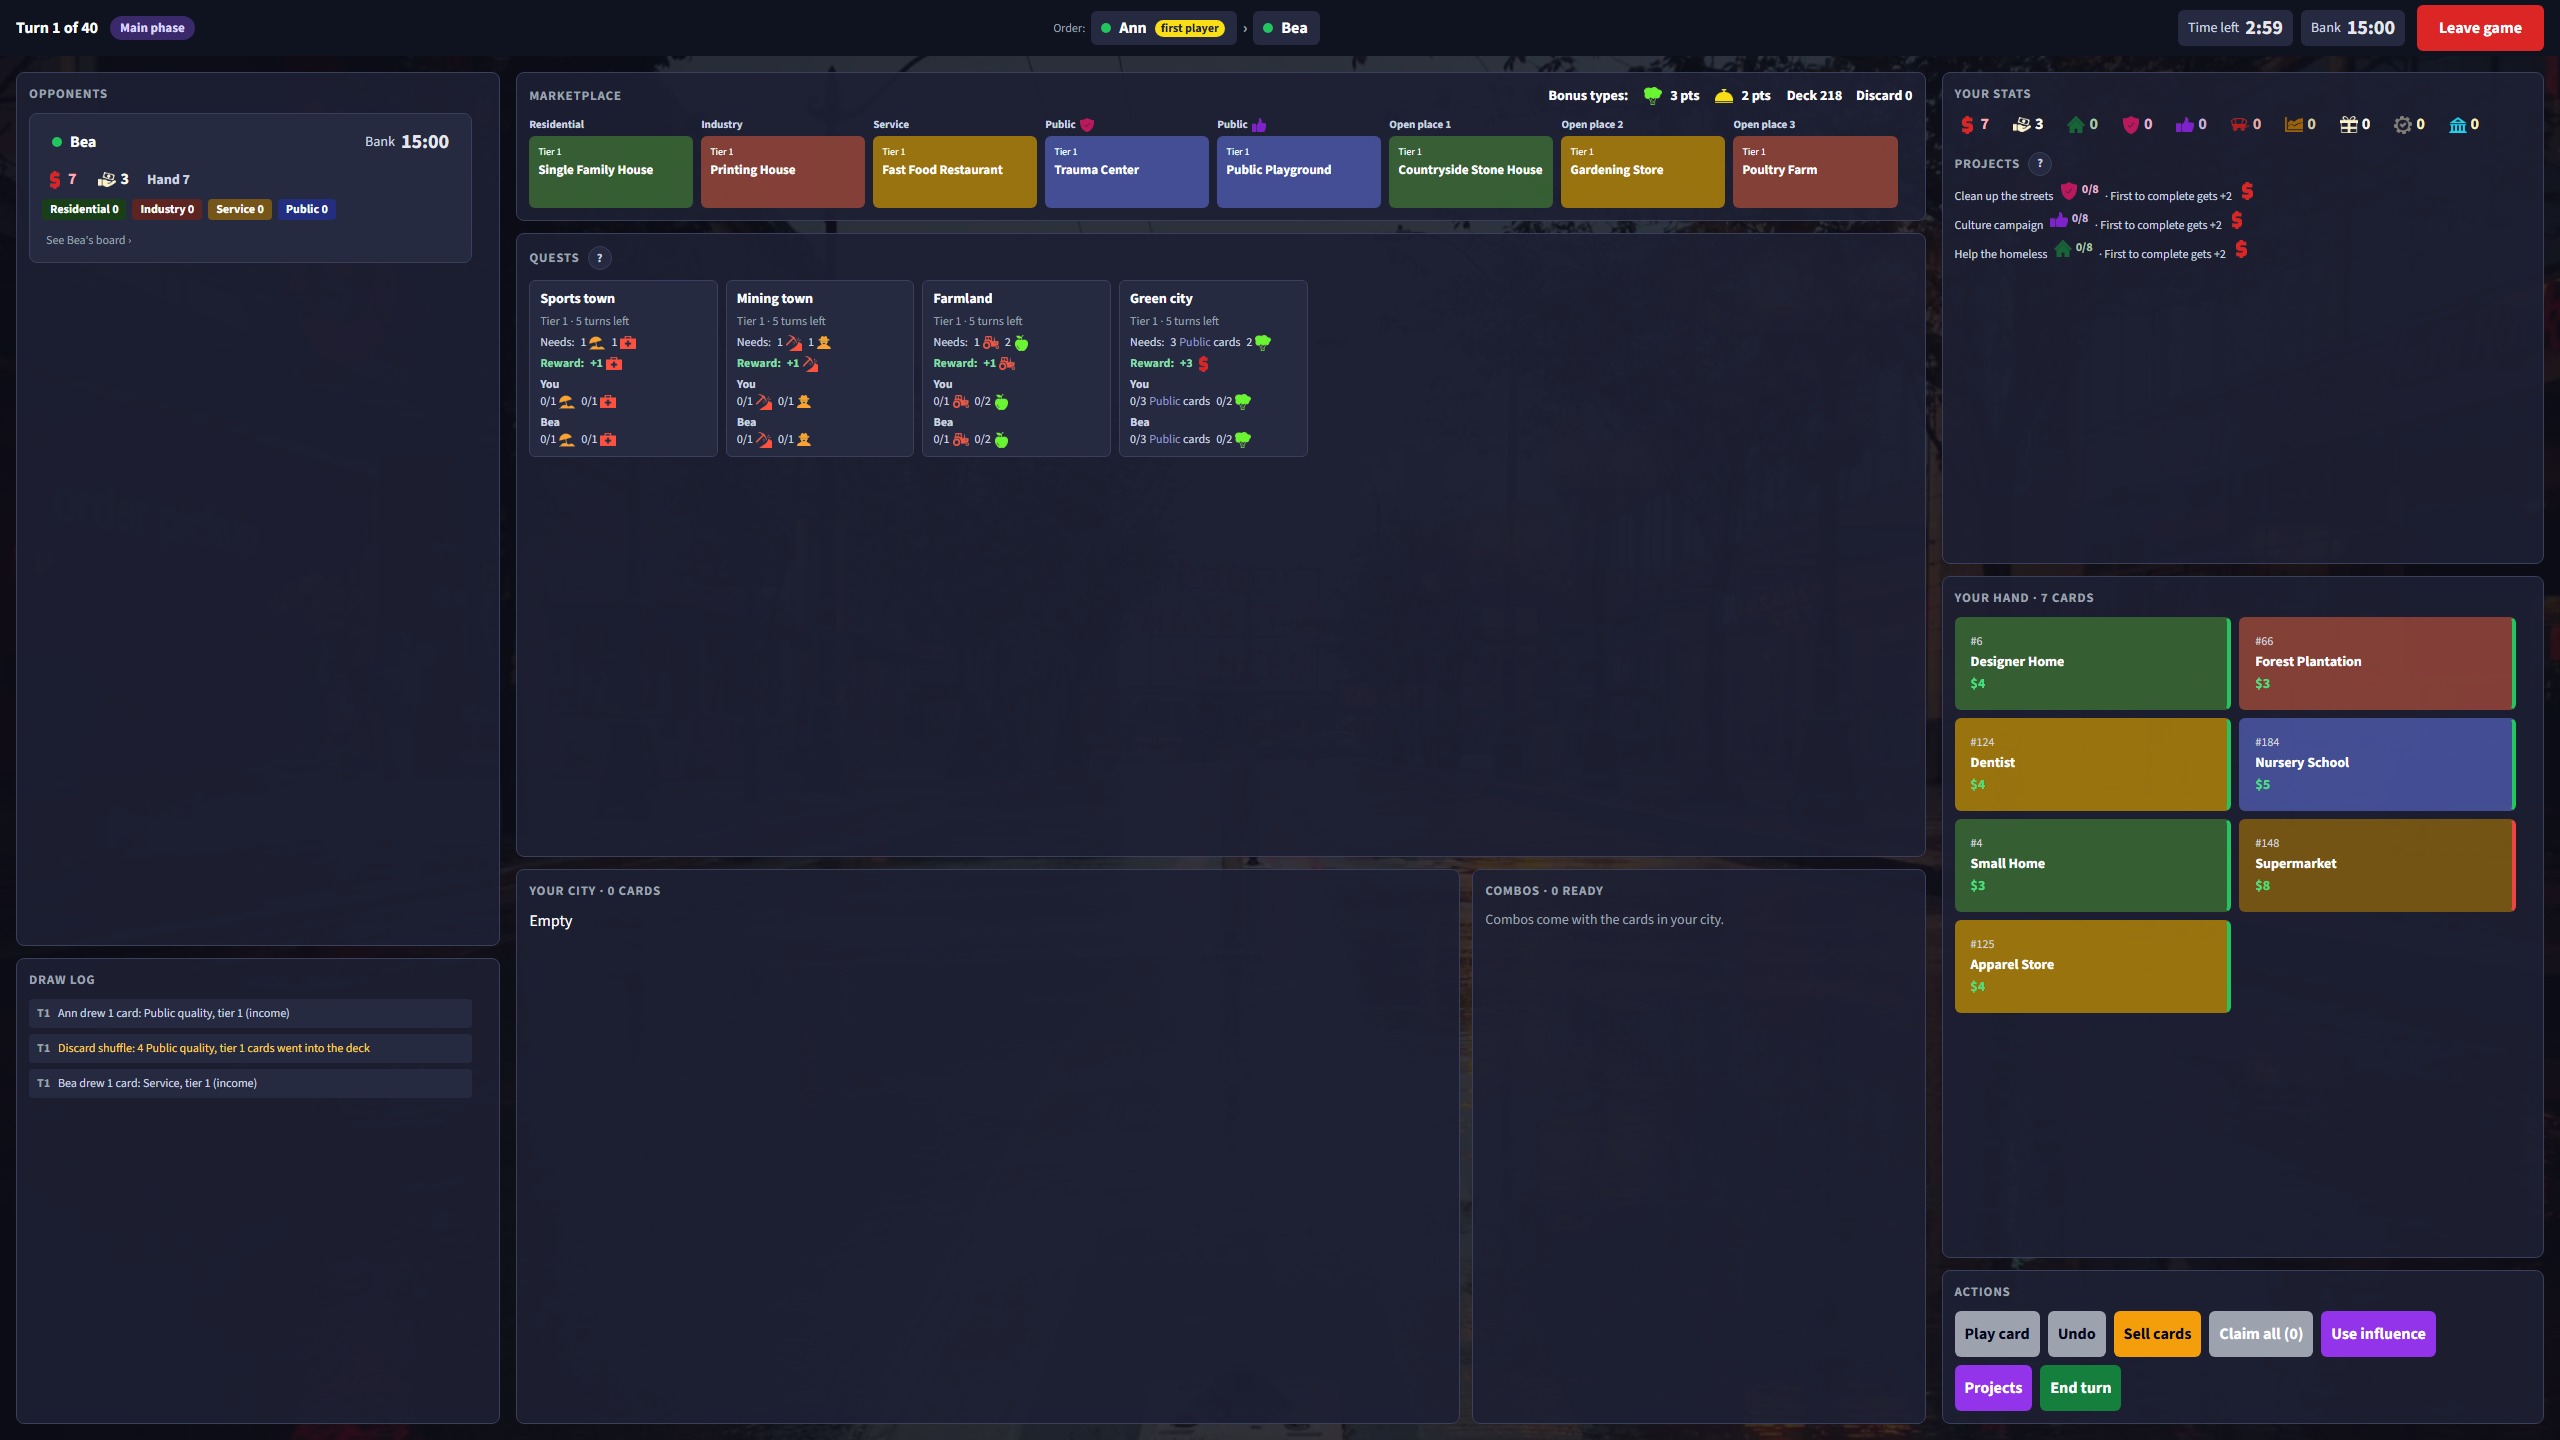 Turn 1 of 40 Main phase
Order: Ann first player › Bea
Time left 2:59 Bank 15:00 Leave game
OPPONENTS
Bea Bank 15:00
7 3 Hand 7
Residential 0 Industry 0 Service 0 Public 0
See Bea's board ›
DRAW LOG
T1 Ann drew 1 card: Public quality, tier 1 (income)
T1 Discard shuffle: 4 Public quality, tier 1 cards went into the deck
T1 Bea drew 1 card: Service, tier 1 (income)
MARKETPLACE
Bonus types: 3 pts 2 pts Deck 218 Discard 0
Residential
Tier 1
Single Family House
Industry
Tier 1
Printing House
Service
Tier 1
Fast Food Restaurant
Public
Tier 1
Trauma Center
Public
Tier 1
Public Playground
Open place 1
Tier 1
Countryside Stone House
Open place 2
Tier 1
Gardening Store
Open place 3
Tier 1
Poultry Farm
QUESTS ?
Sports town
Tier 1 · 5 turns left
Needs: 1 1
Reward: +1
You
0/1 0/1
Bea
0/1 0/1
Mining town
Tier 1 · 5 turns left
Needs: 1 1
Reward: +1
You
0/1 0/1
Bea
0/1 0/1
Farmland
Tier 1 · 5 turns left
Needs: 1 2
Reward: +1
You
0/1 0/2
Bea
0/1 0/2
Green city
Tier 1 · 5 turns left
Needs: 3 Public cards 2
Reward: +3
You
0/3 Public cards 0/2
Bea
0/3 Public cards 0/2
YOUR CITY · 0 CARDS
Empty
COMBOS · 0 READY
Combos come with the cards in your city.
YOUR STATS
7 3 0 0 0 0 0 0 0 0
PROJECTS ?
Clean up the streets 0/8 · First to complete gets +2
Culture campaign 0/8 · First to complete gets +2
Help the homeless 0/8 · First to complete gets +2
YOUR HAND · 7 CARDS
#6
Designer Home
$4
#66
Forest Plantation
$3
#124
Dentist
$4
#184
Nursery School
$5
#4
Small Home
$3
#148
Supermarket
$8
#125
Apparel Store
$4
ACTIONS
Play card Undo Sell cards Claim all (0) Use influence
Projects End turn